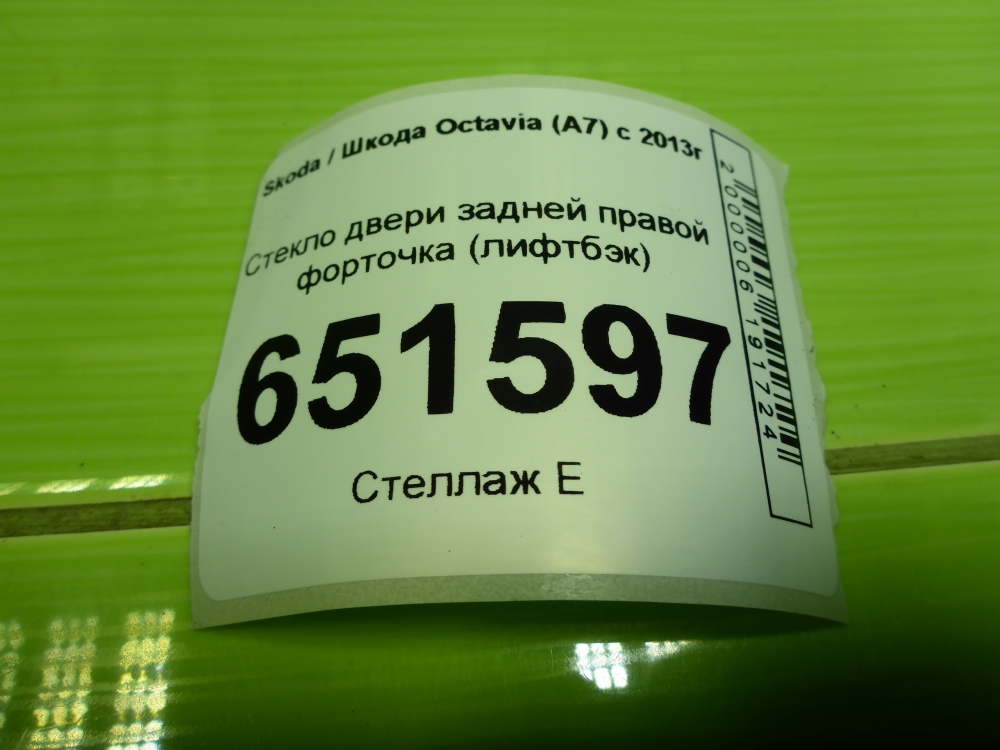 Skoda / Шкода Octavia (A7) с 2013г
Стекло двери задней правой
форточка (лифтбэк)
651597
Стеллаж Е
2000006191724